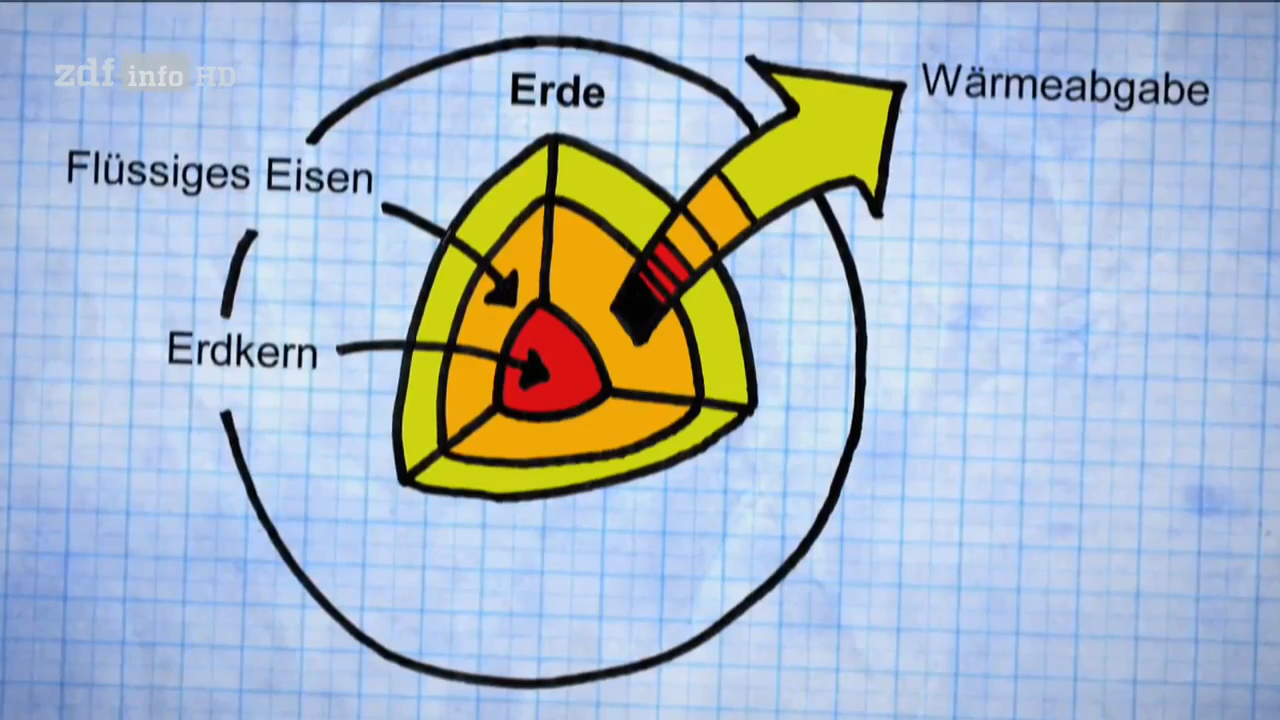 zdf info HD
Erde
Wärmeabgabe
Flüssiges Eisen
Erdkern